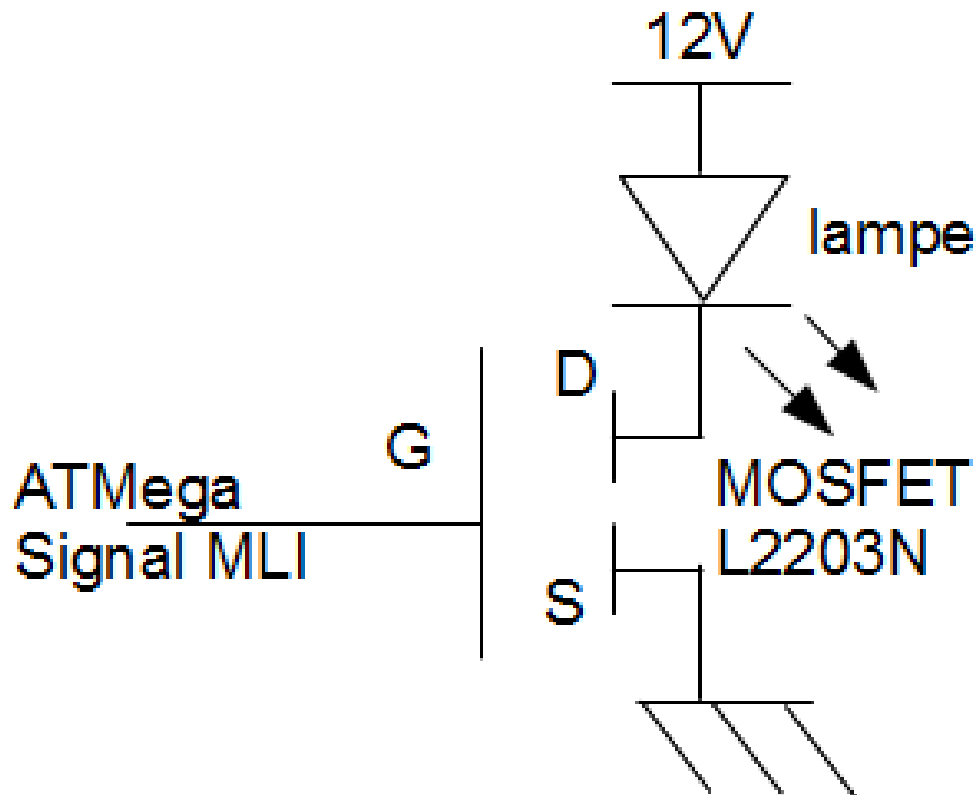 12V
lampe
D
G
ATMega
Signal MLI
MOSFET
L2203N
S